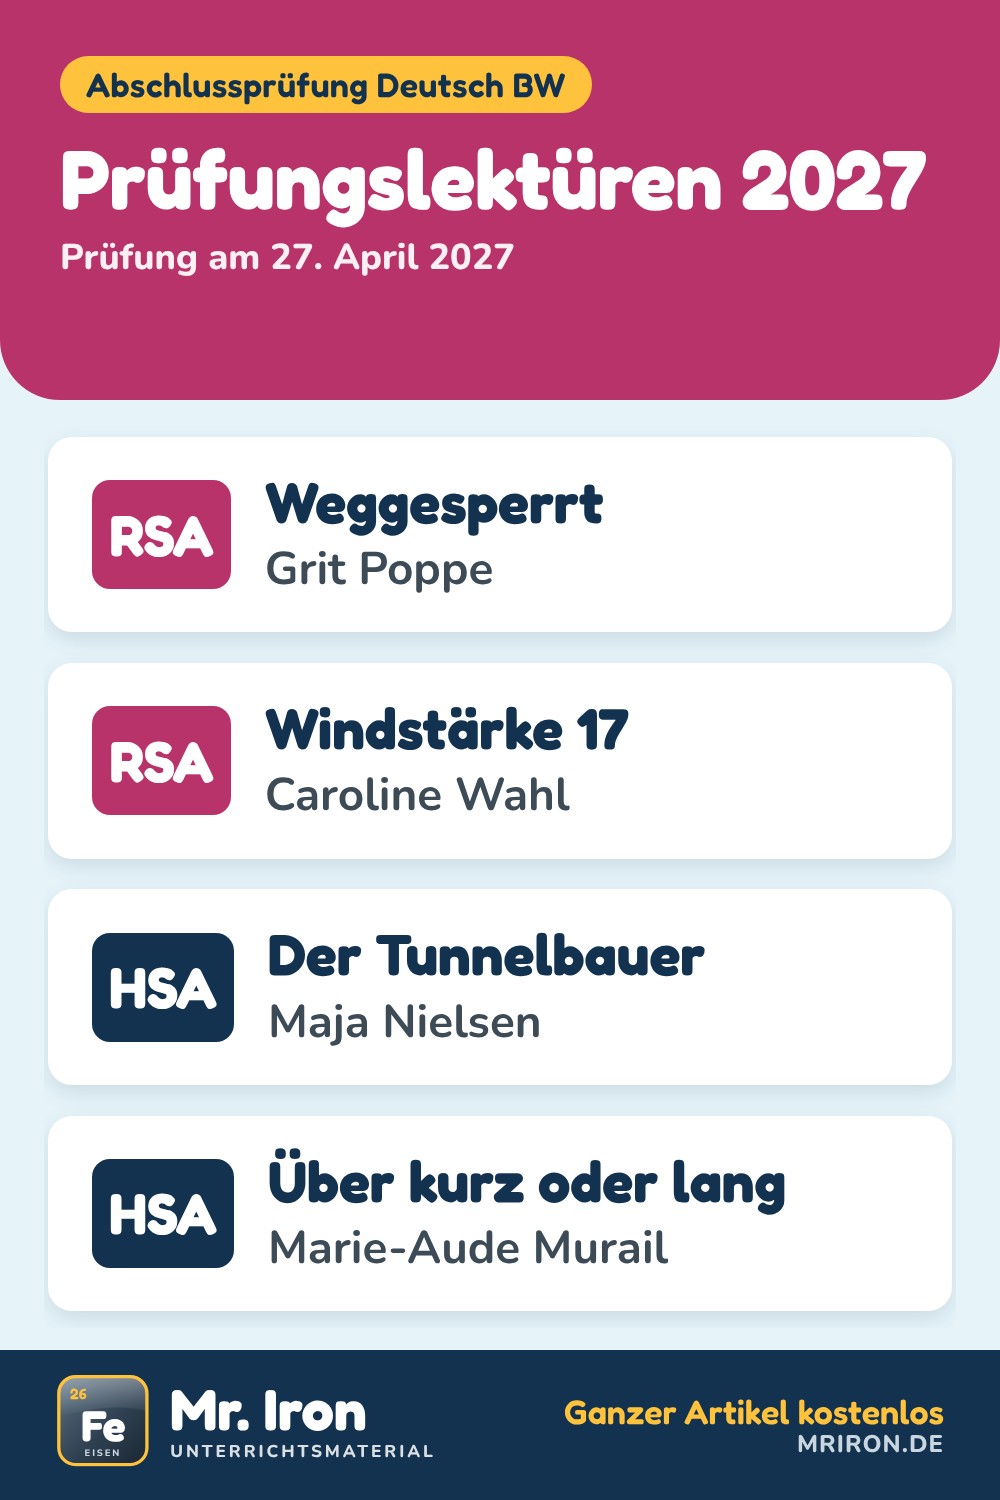 Abschlussprüfung Deutsch BW
Prüfungslektüren 2027
Prüfung am 27. April 2027
RSA
Weggesperrt
Grit Poppe
RSA
Windstärke 17
Caroline Wahl
HSA
Der Tunnelbauer
Maja Nielsen
HSA
Über kurz oder lang
Marie-Aude Murail
26
Fe
EISEN
Mr. Iron
UNTERRICHTSMATERIAL
Ganzer Artikel kostenlos
MRIRON.DE